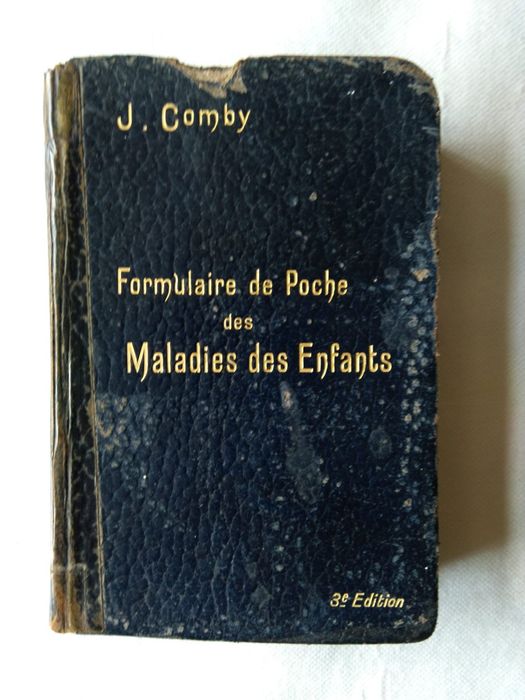 J. Comby
Formulaire de Poche
des
Maladies des Enfants
3e Edition